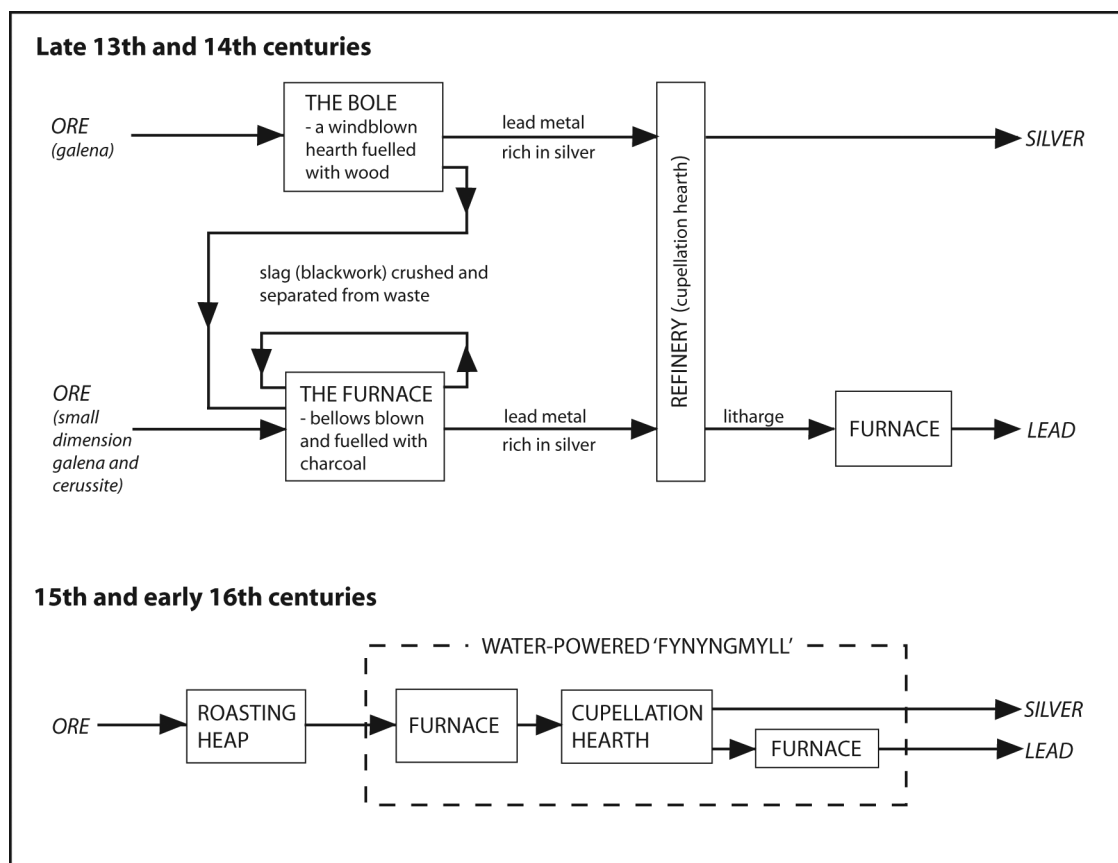 Late 13th and 14th centuries
ORE
(galena)
THE BOLE
- a windblown
hearth fuelled
with wood
lead metal
rich in silver
REFINERY (cupellation hearth)
SILVER
slag (blackwork) crushed and
separated from waste
ORE
(small
dimension
galena and
cerussite)
THE FURNACE
- bellows blown
and fuelled with
charcoal
lead metal
rich in silver
litharge
FURNACE
LEAD
15th and early 16th centuries
WATER-POWERED 'FYNYNGMYLL'
ORE
ROASTING
HEAP
FURNACE
CUPELLATION
HEARTH
FURNACE
SILVER
LEAD